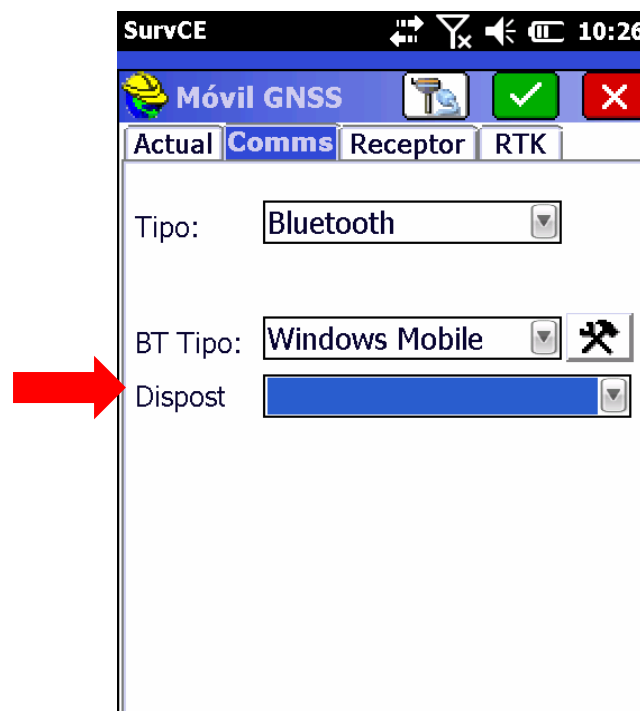 SurvCE 10:26
Móvil GNSS
Actual Comms Receptor RTK
Tipo: Bluetooth
BT Tipo: Windows Mobile
Dispost